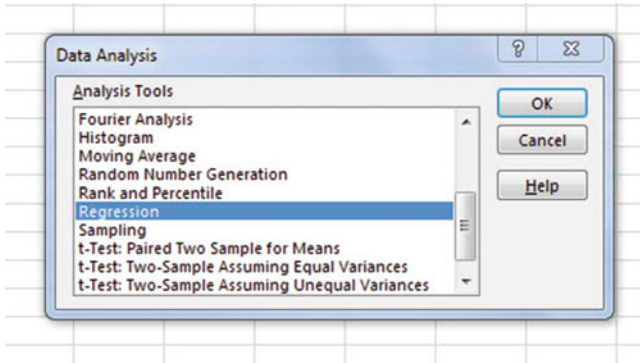 Data Analysis
Analysis Tools
Fourier Analysis
Histogram
Moving Average
Random Number Generation
Rank and Percentile
Regression
Sampling
t-Test: Paired Two Sample for Means
t-Test: Two-Sample Assuming Equal Variances
t-Test: Two-Sample Assuming Unequal Variances
OK
Cancel
Help